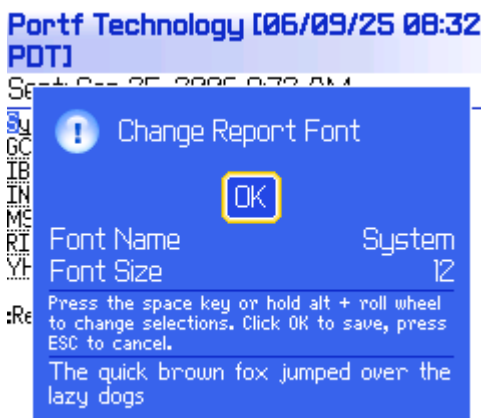 Portf Technology [06/09/25 08:32
PDT]
Change Report Font
OK
Font Name System
Font Size 12
Press the space key or hold alt + roll wheel
to change selections. Click OK to save, press
ESC to cancel.
The quick brown fox jumped over the
lazy dogs